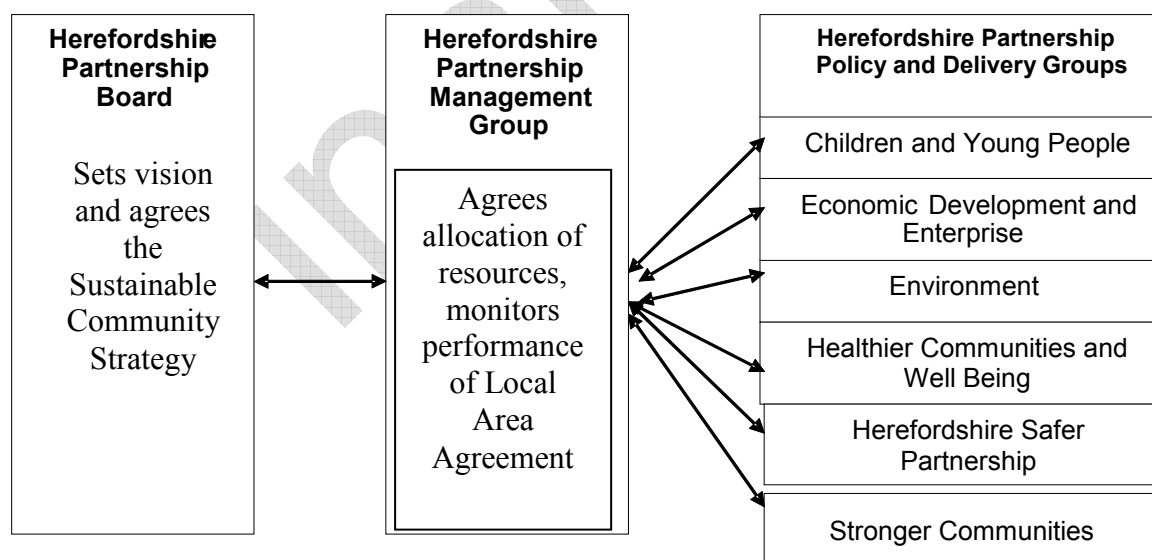 Herefordshire
Partnership
Board
Sets vision
and agrees
the
Sustainable
Community
Strategy
Herefordshire
Partnership
Management
Group
Agrees
allocation of
resources,
monitors
performance
of Local
Area
Agreement
Herefordshire Partnership
Policy and Delivery Groups
Children and Young People
Economic Development and
Enterprise
Environment
Healthier Communities and
Well Being
Herefordshire Safer
Partnership
Stronger Communities